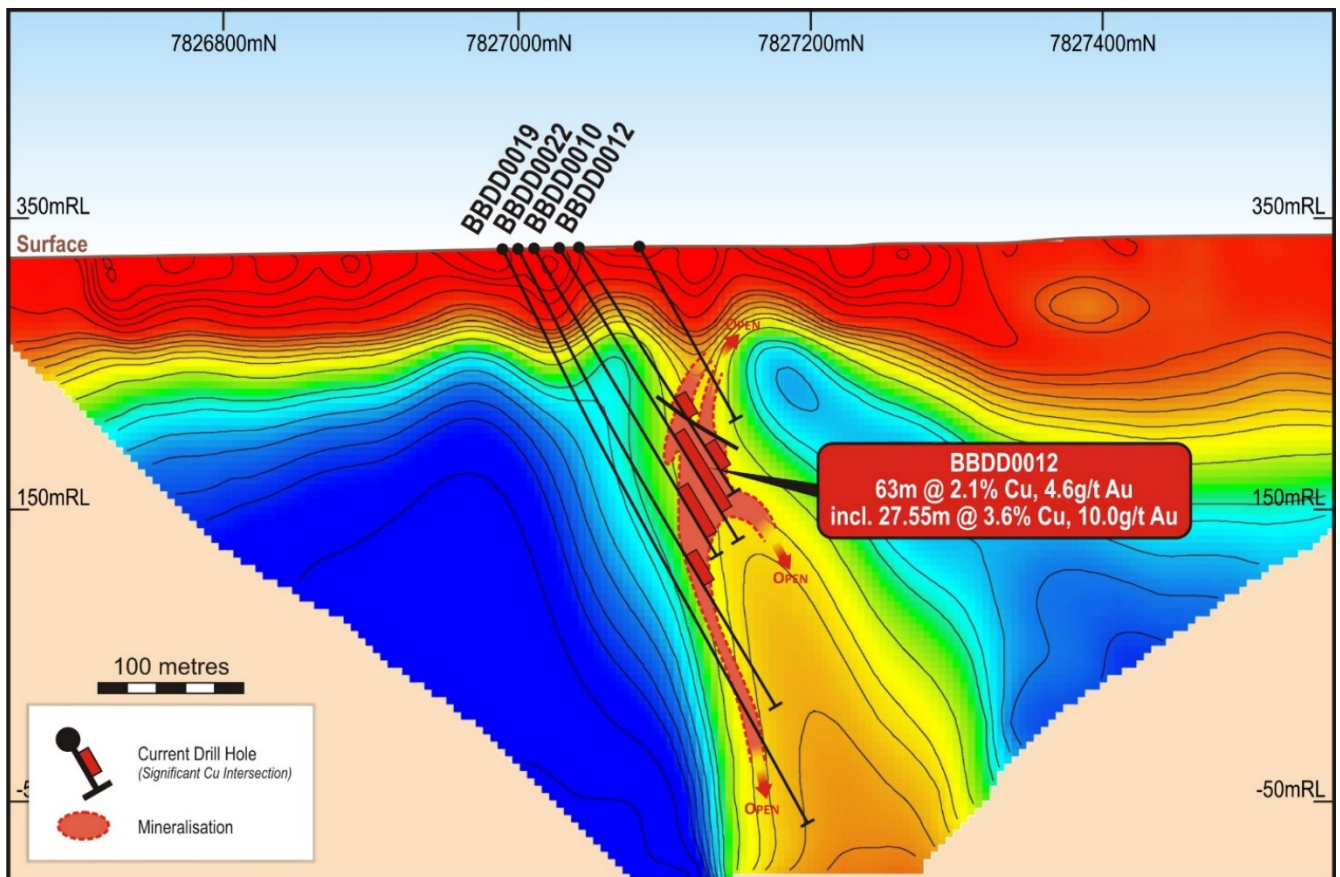 7826800mN
7827000mN
7827200mN
7827400mN
BBDD0019
BBDD0022
BBDD0010
BBDD0012
350mRL
350mRL
Surface
OPEN
BBDD0012
63m @ 2.1% Cu, 4.6g/t Au
incl. 27.55m @ 3.6% Cu, 10.0g/t Au
150mRL
150mRL
OPEN
100 metres
Current Drill Hole
(Significant Cu Intersection)
Mineralisation
OPEN
-50mRL